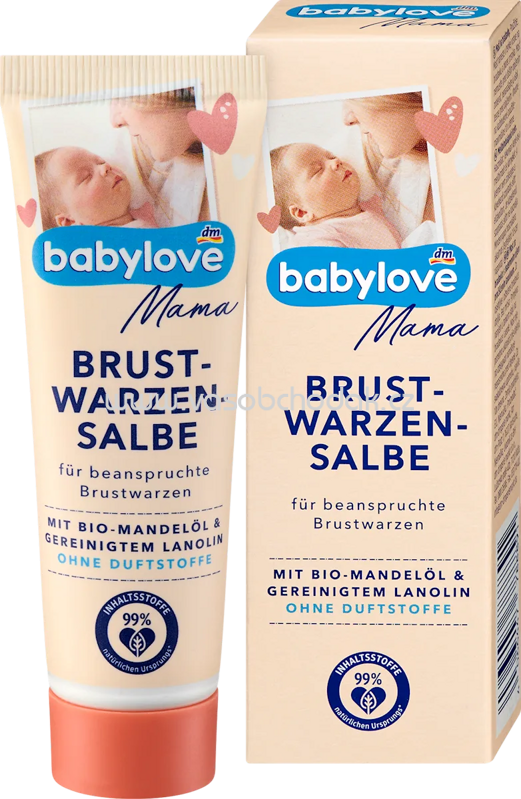 dm
babylove
Mama
BRUST-
WARZEN-
SALBE
für beanspruchte
Brustwarzen
MIT BIO-MANDELÖL &
GEREINIGTEM LANOLIN
OHNE DUFTSTOFFE
INHALTSSTOFFE
99%
natürlichen Ursprungs*
dm
babylove
Mama
BRUST-
WARZEN-
SALBE
für beanspruchte
Brustwarzen
MIT BIO-MANDELÖL &
GEREINIGTEM LANOLIN
OHNE DUFTSTOFFE
INHALTSSTOFFE
99%
natürlichen Ursprungs*